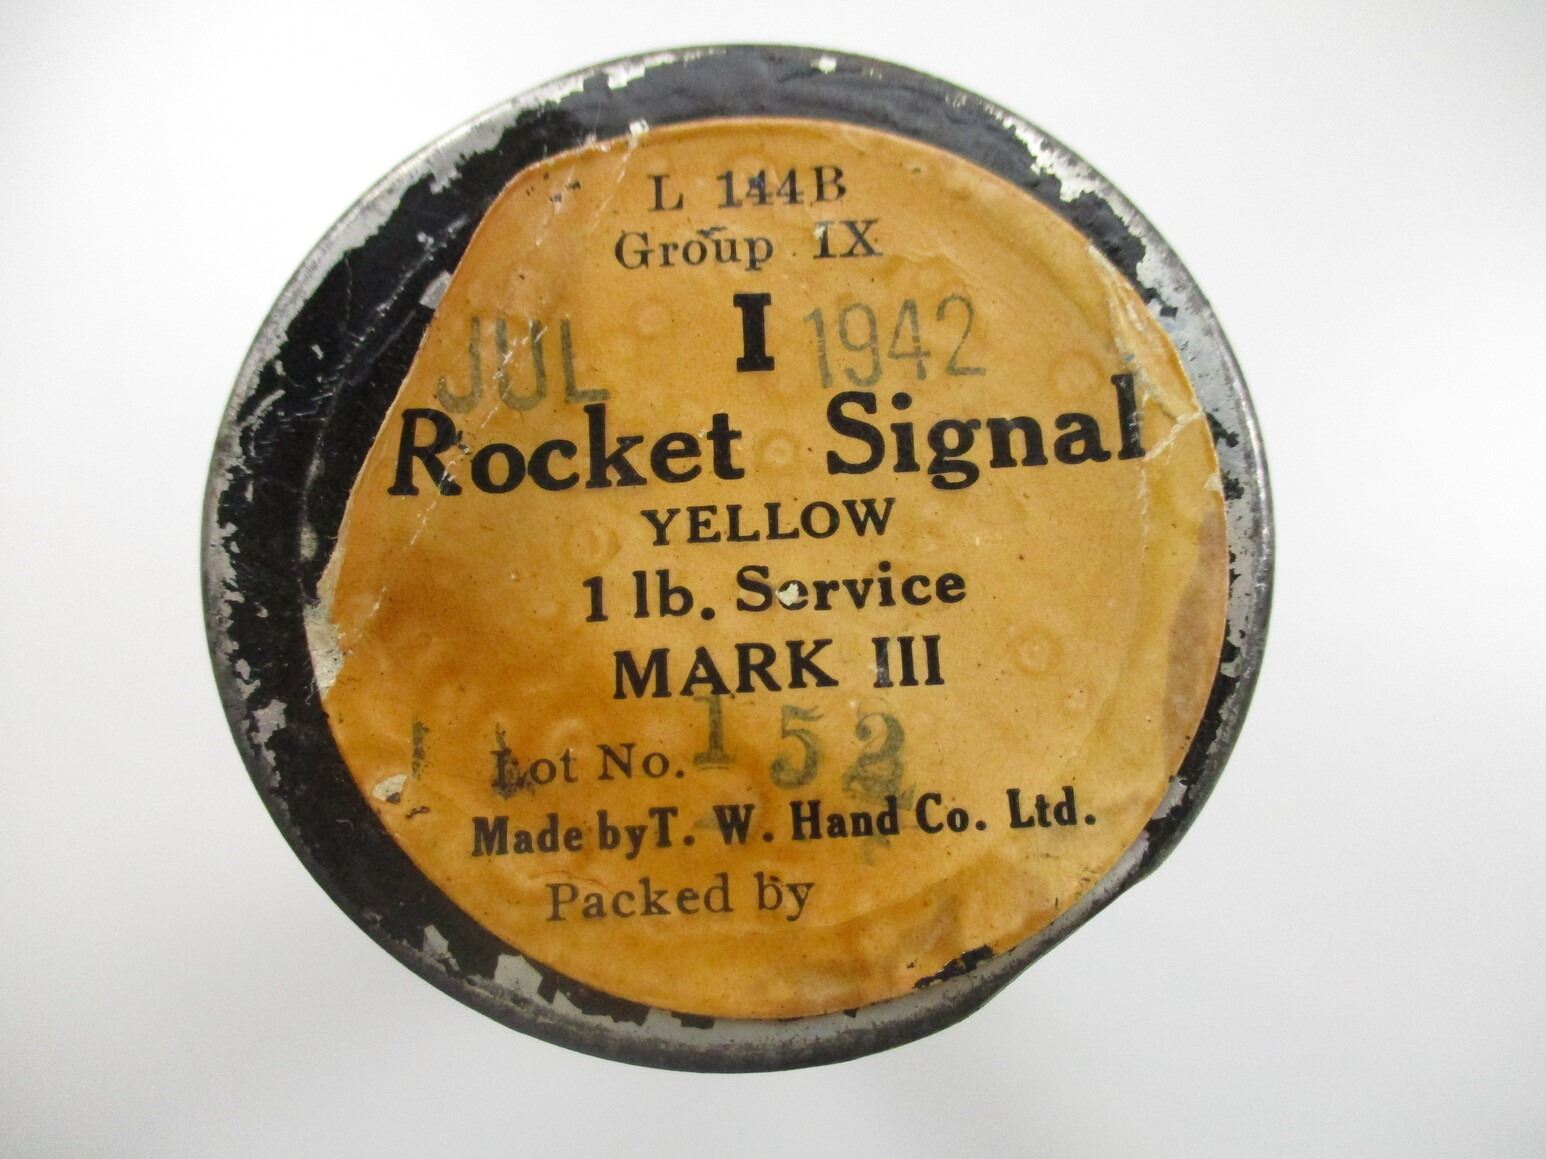 L 144B
Group IX
I
JUL 1942
Rocket Signal
YELLOW
1 lb. Service
MARK III
Lot No. 152
Made by T. W. Hand Co. Ltd.
Packed by